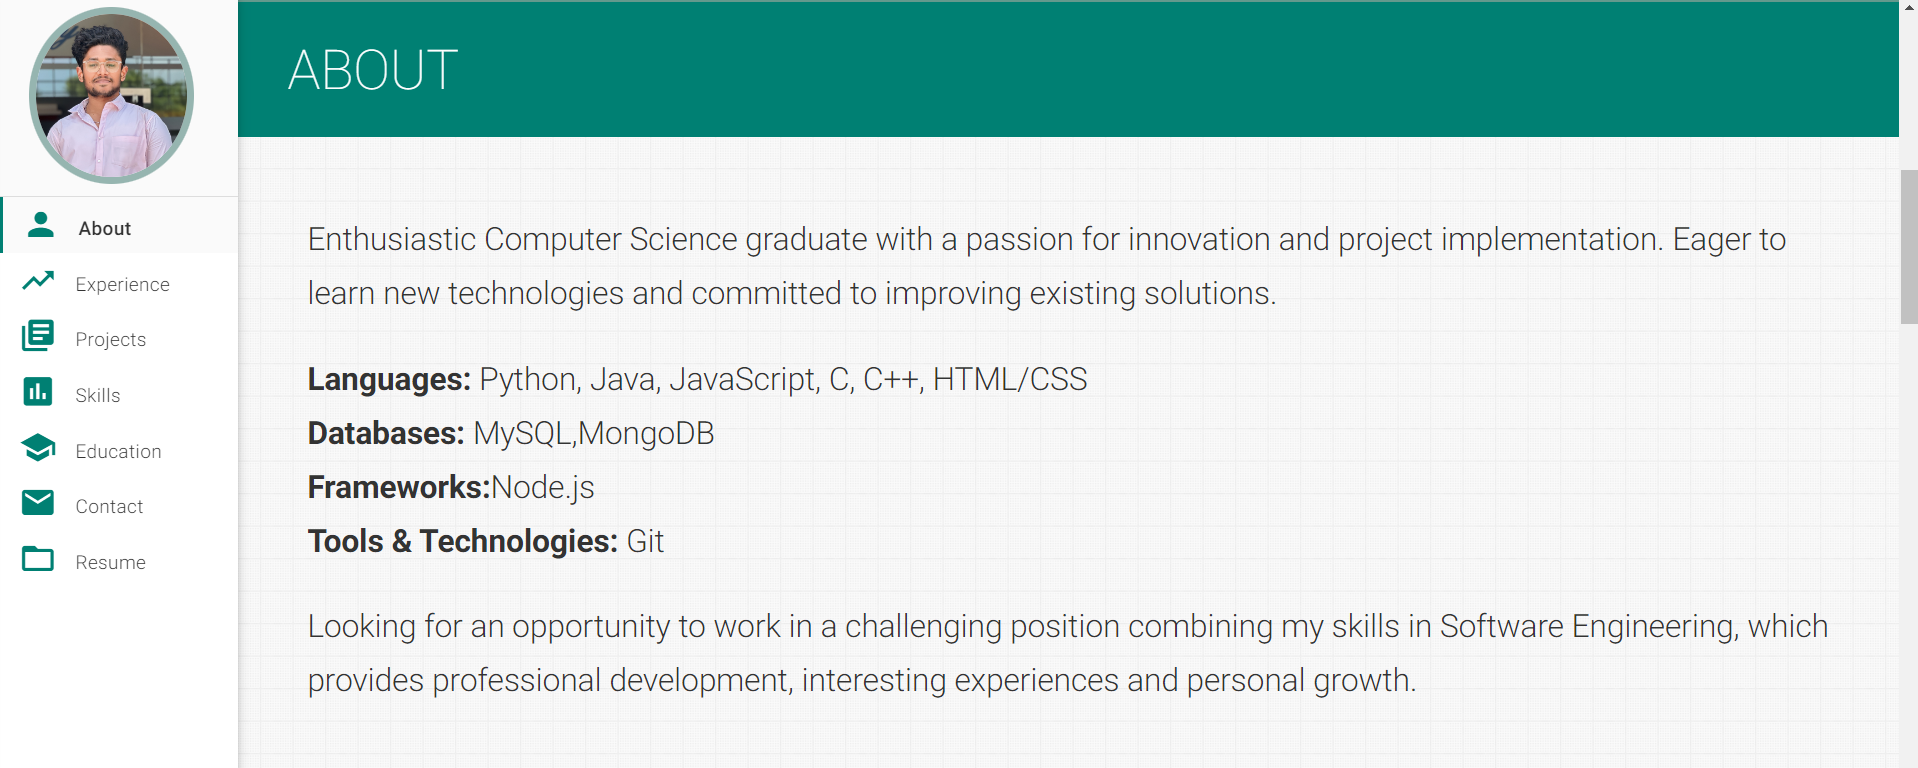 ABOUT
About
Experience
Projects
Skills
Education
Contact
Resume
Enthusiastic Computer Science graduate with a passion for innovation and project implementation. Eager to
learn new technologies and committed to improving existing solutions.
Languages: Python, Java, JavaScript, C, C++, HTML/CSS
Databases: MySQL,MongoDB
Frameworks:Node.js
Tools & Technologies: Git
Looking for an opportunity to work in a challenging position combining my skills in Software Engineering, which
provides professional development, interesting experiences and personal growth.